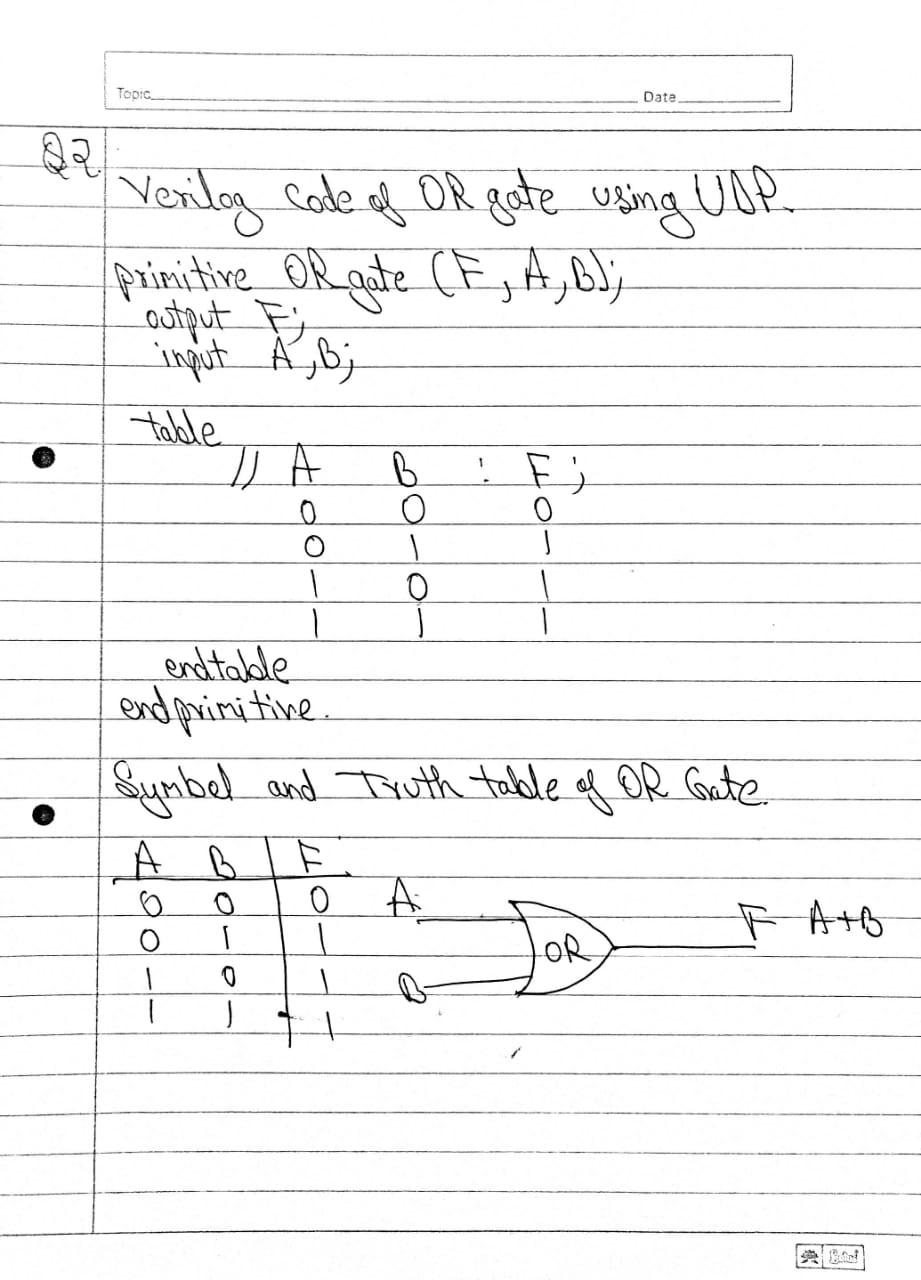 Topic Date
Q2
Verilog Code of OR gate using UDP.
primitive ORgate (F, A, B);
output F;
input A, B;
table
// A B : F ;
0 0 0
0 1 1
1 0 1
1 1 1
endtable
endprimitive.
Symbel and Truth table of OR Gate.
A B F
0 0 0
0 1 1
1 0 1
1 1 1
A
B
OR
F A+B